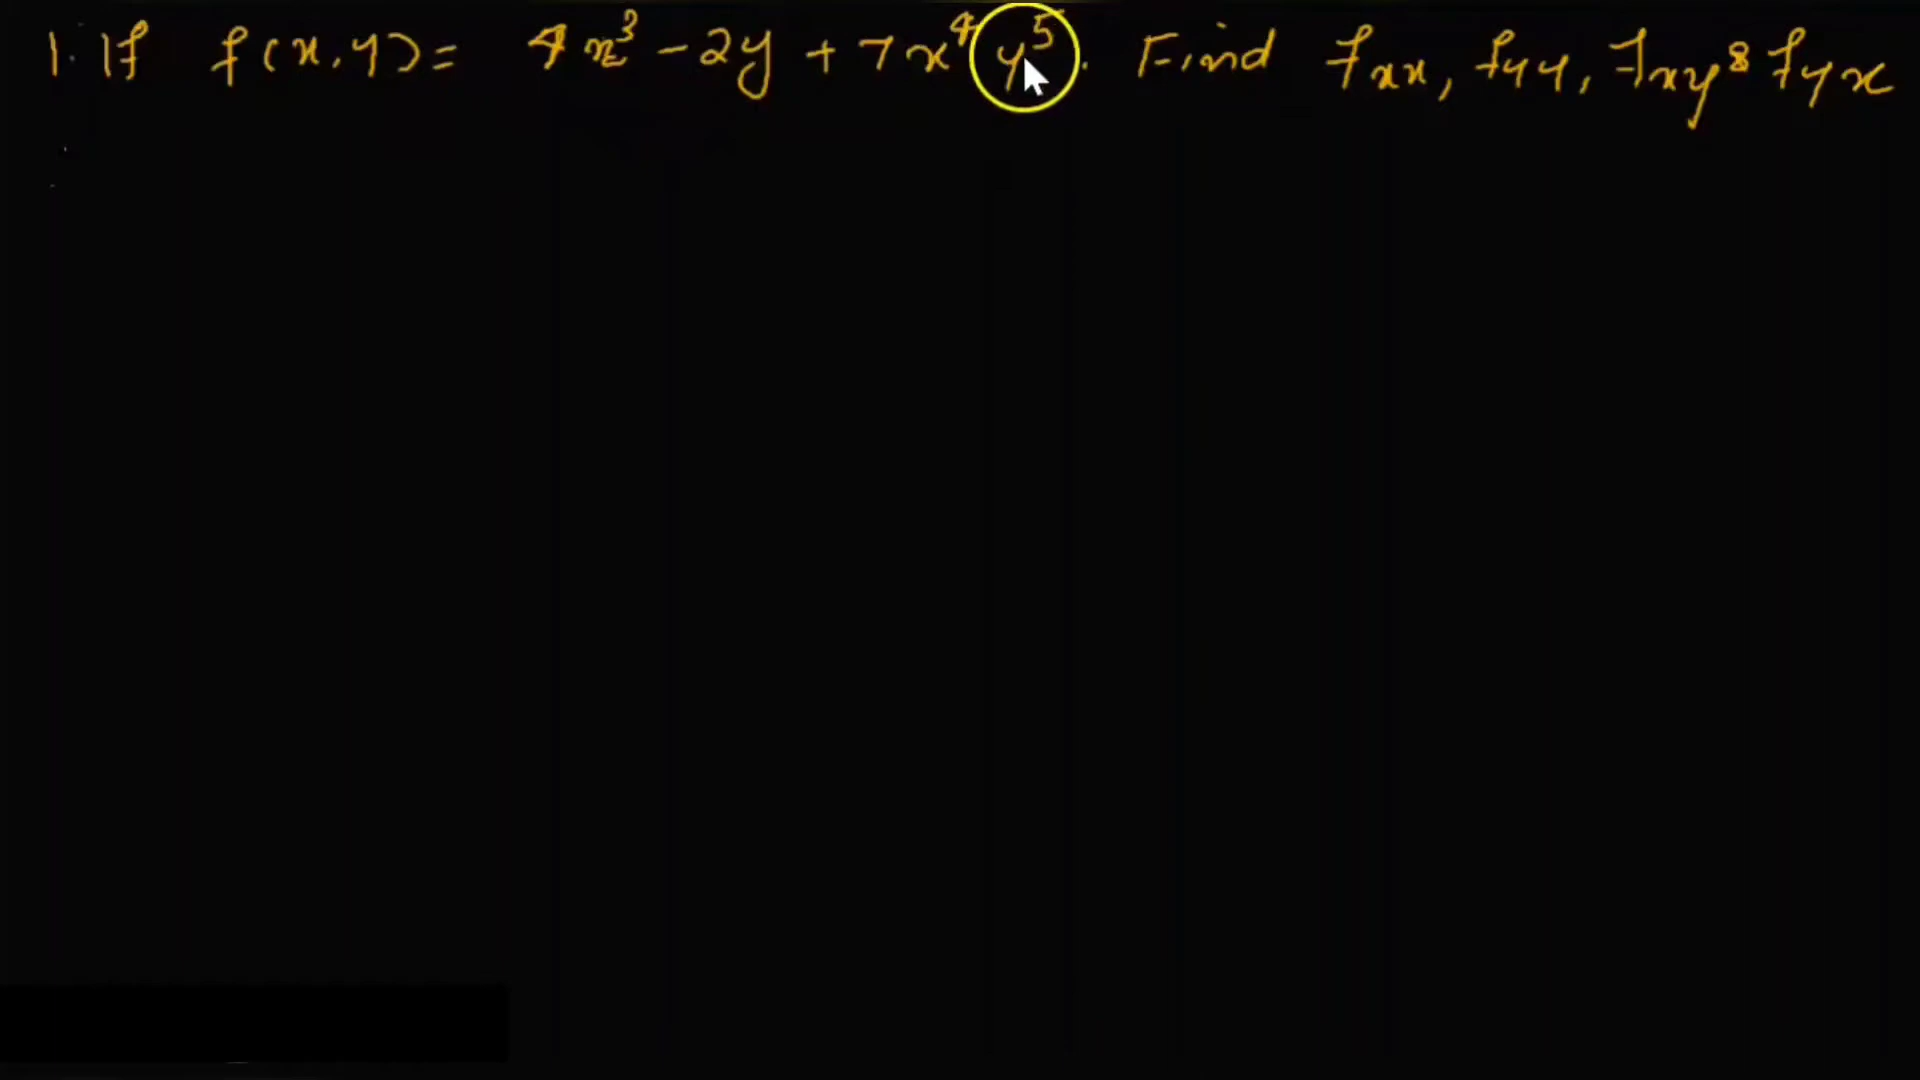 1. If f(x,y) = 4x³ - 2y + 7x⁴y⁵. Find fxx, fyy, fxy & fyx